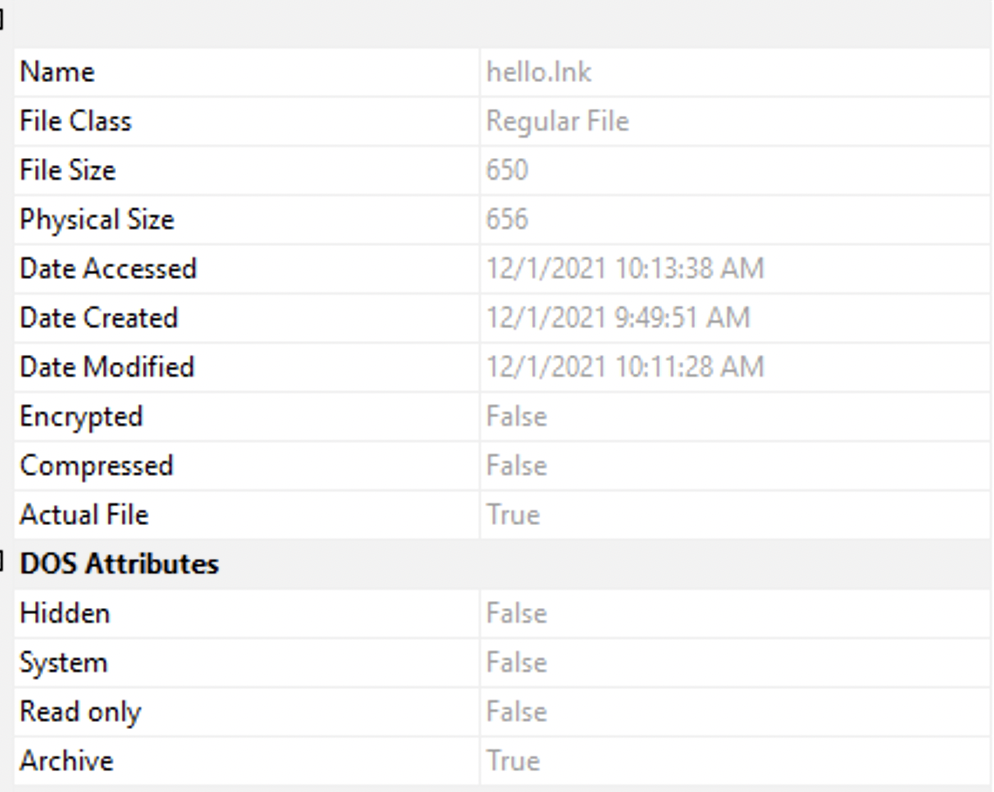 Name hello.lnk
File Class Regular File
File Size 650
Physical Size 656
Date Accessed 12/1/2021 10:13:38 AM
Date Created 12/1/2021 9:49:51 AM
Date Modified 12/1/2021 10:11:28 AM
Encrypted False
Compressed False
Actual File True
DOS Attributes
Hidden False
System False
Read only False
Archive True